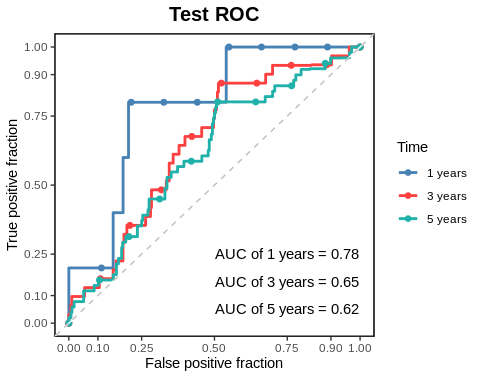 Test ROC
True positive fraction
1.00
0.90
0.75
0.50
0.25
0.10
0.00
AUC of 1 years = 0.78
AUC of 3 years = 0.65
AUC of 5 years = 0.62
0.00 0.10 0.25 0.50 0.75 0.90 1.00
False positive fraction
Time
1 years
3 years
5 years